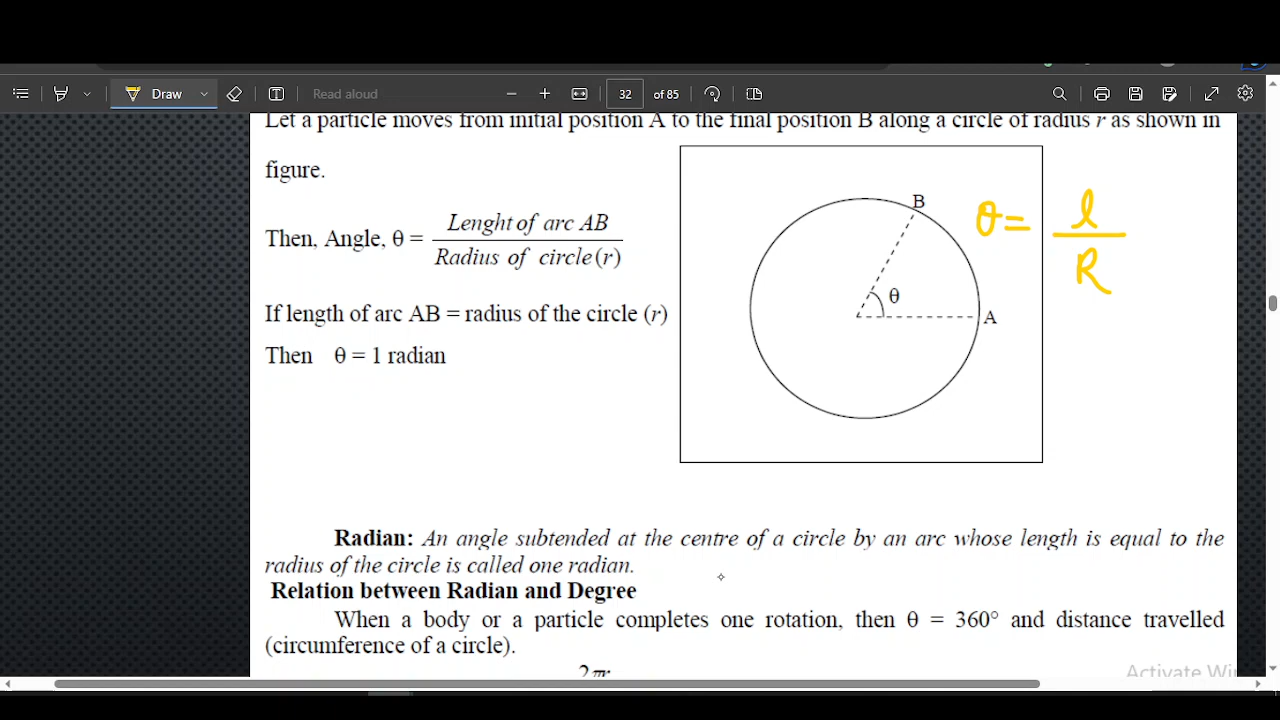 Draw
Read aloud
32 of 85
Let a particle moves from initial position A to the final position B along a circle of radius r as shown in
figure.
Then, Angle, θ = Lenght of arc AB / Radius of circle (r)
If length of arc AB = radius of the circle (r)
Then θ = 1 radian
B
θ
A
θ = l / R
Radian: An angle subtended at the centre of a circle by an arc whose length is equal to the
radius of the circle is called one radian.
Relation between Radian and Degree
When a body or a particle completes one rotation, then θ = 360° and distance travelled
(circumference of a circle).
2πr